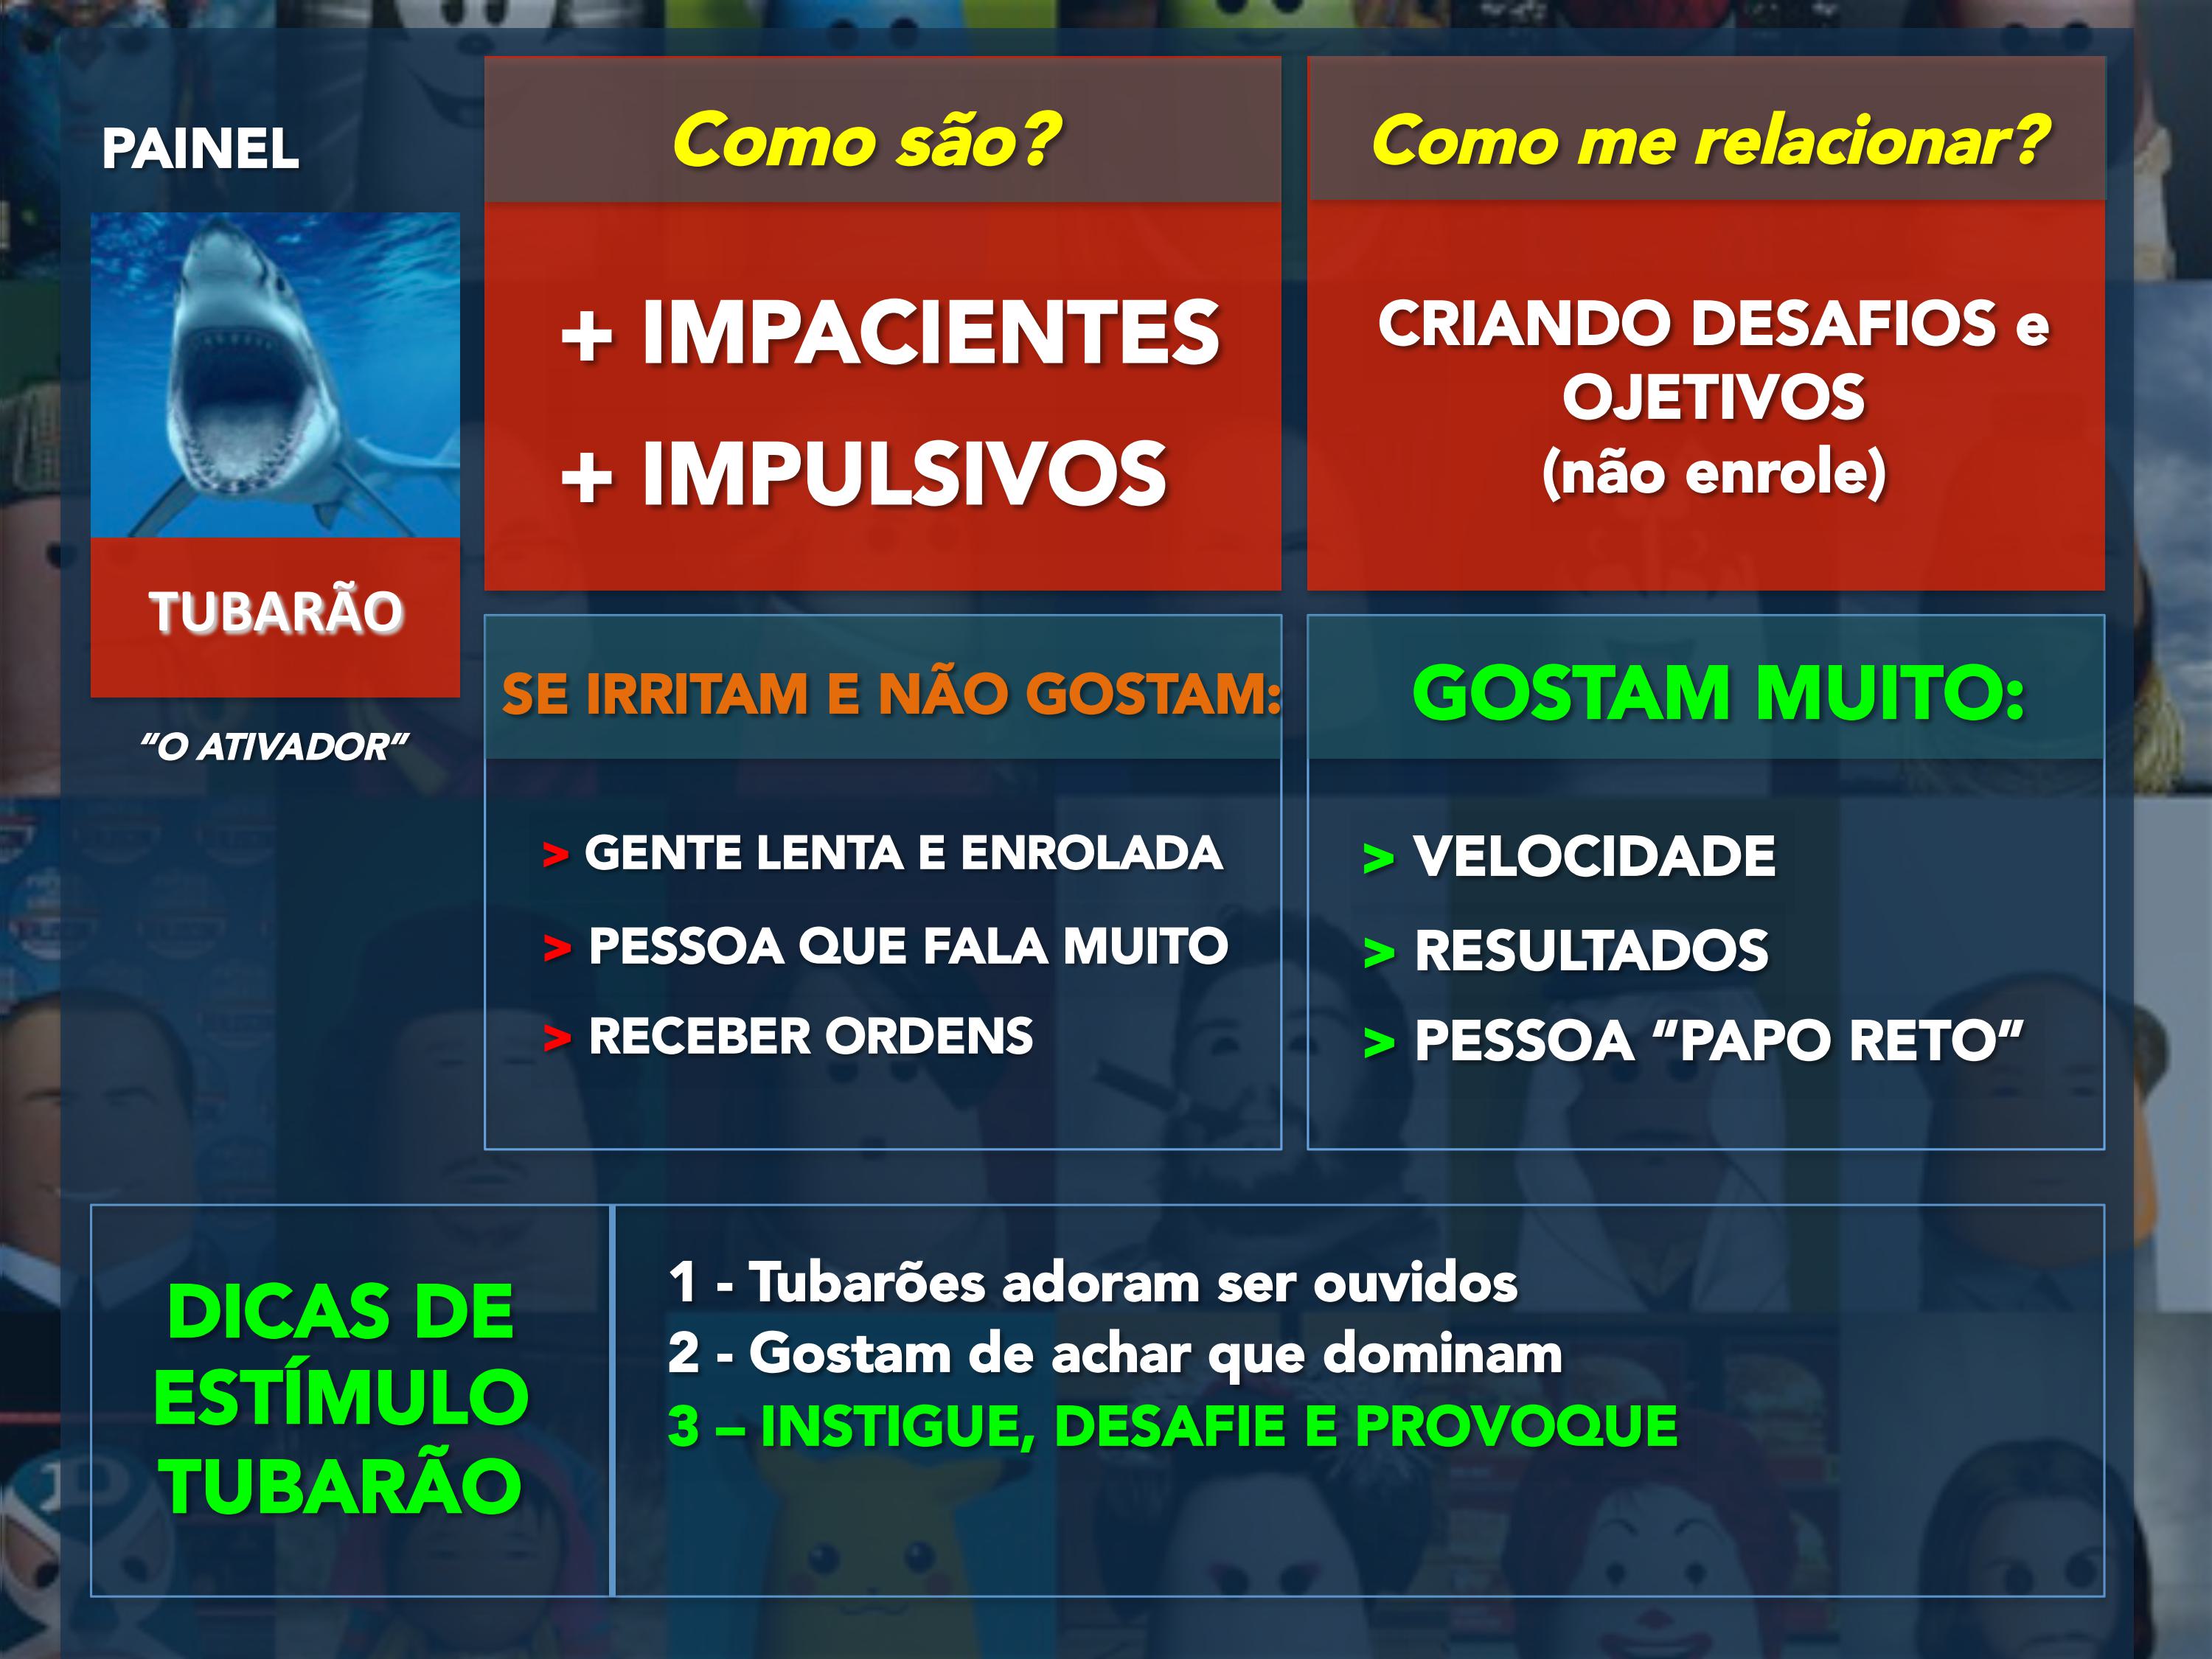 PAINEL
TUBARÃO
“O ATIVADOR”
Como são?
+ IMPACIENTES
+ IMPULSIVOS
Como me relacionar?
CRIANDO DESAFIOS e
OJETIVOS
(não enrole)
SE IRRITAM E NÃO GOSTAM:
> GENTE LENTA E ENROLADA
> PESSOA QUE FALA MUITO
> RECEBER ORDENS
GOSTAM MUITO:
> VELOCIDADE
> RESULTADOS
> PESSOA “PAPO RETO”
DICAS DE
ESTÍMULO
TUBARÃO
1 - Tubarões adoram ser ouvidos
2 - Gostam de achar que dominam
3 – INSTIGUE, DESAFIE E PROVOQUE